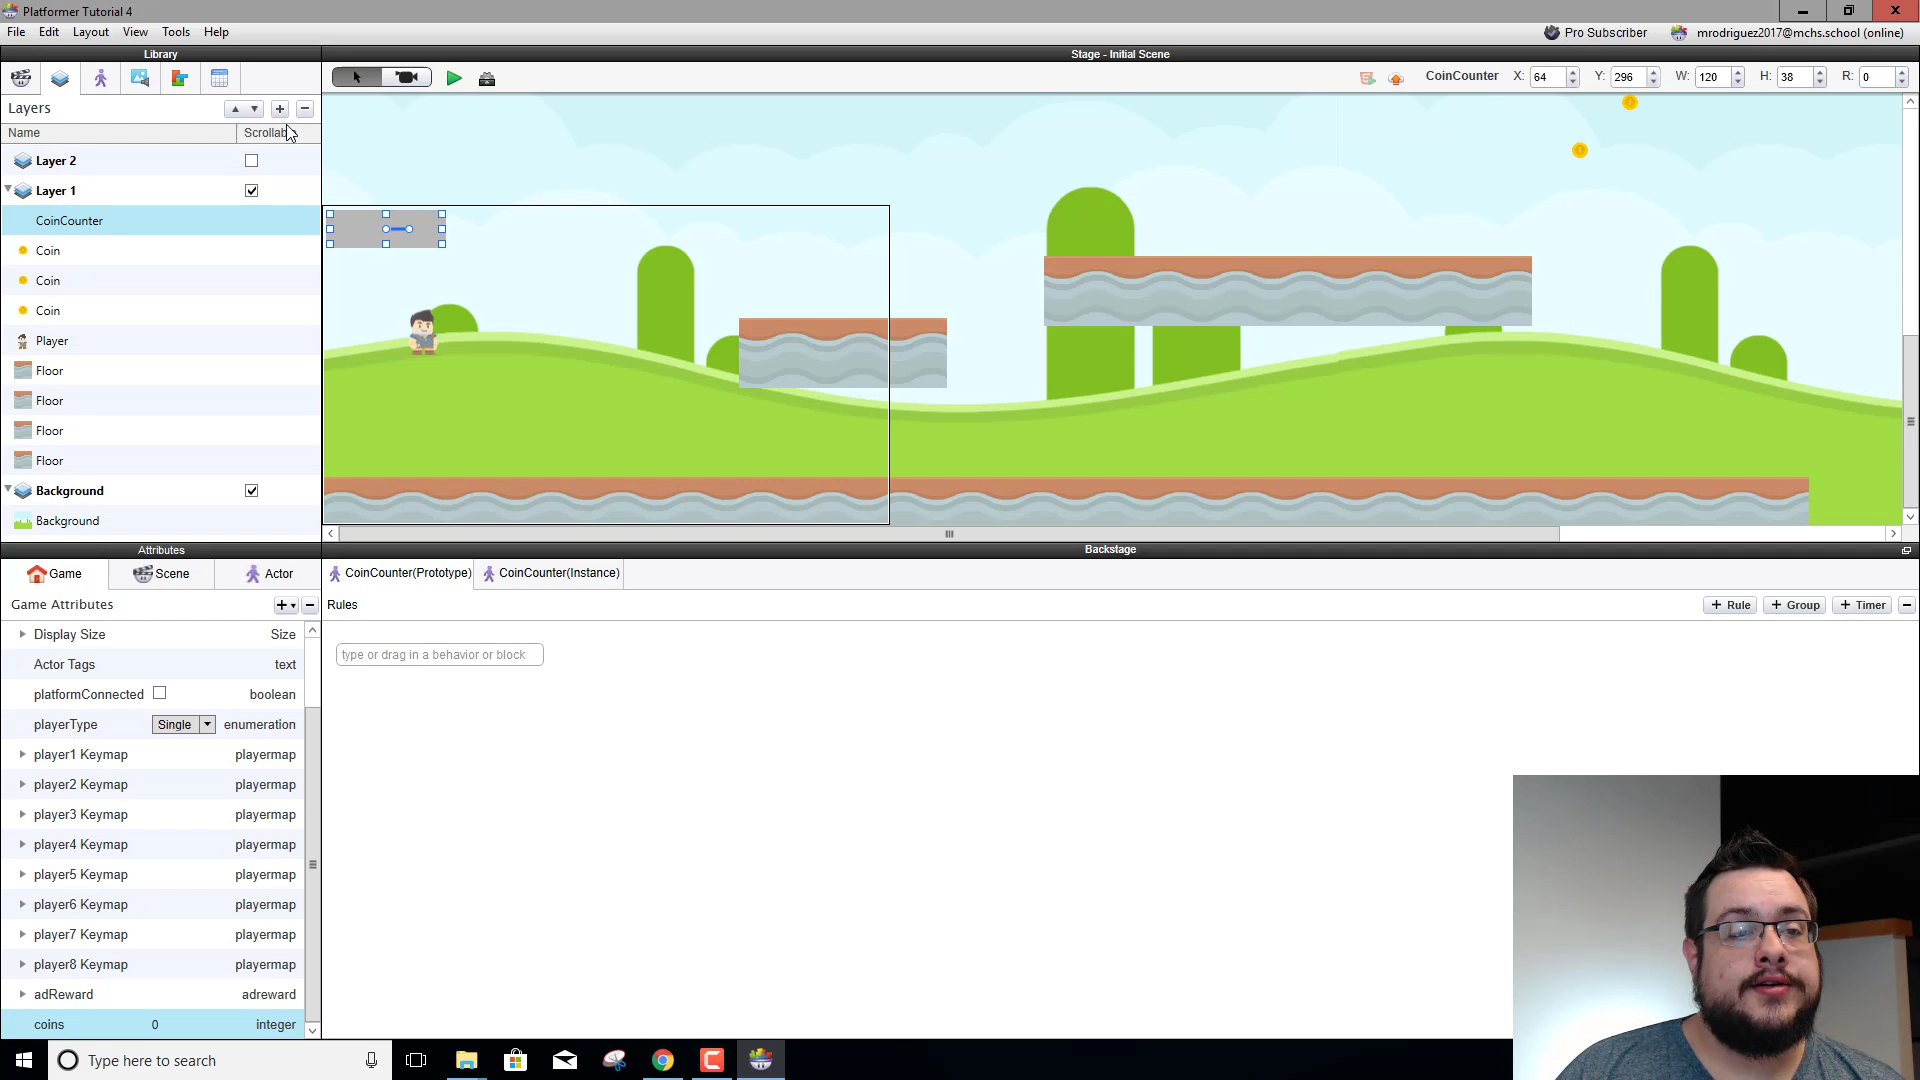 Platformer Tutorial 4
File Edit Layout View Tools Help
Pro Subscriber mrodriguez2017@mchs.school (online)
Library
Stage - Initial Scene
CoinCounter X: 64 Y: 296 W: 120 H: 38 R: 0
Layers
Name Scrollab
Layer 2
Layer 1
CoinCounter
Coin
Coin
Coin
Player
Floor
Floor
Floor
Floor
Background
Background
Attributes
Backstage
Game Scene Actor
CoinCounter(Prototype) CoinCounter(Instance)
Game Attributes
Rules
+ Rule + Group + Timer
type or drag in a behavior or block
Display Size Size
Actor Tags text
platformConnected boolean
playerType Single enumeration
player1 Keymap playermap
player2 Keymap playermap
player3 Keymap playermap
player4 Keymap playermap
player5 Keymap playermap
player6 Keymap playermap
player7 Keymap playermap
player8 Keymap playermap
adReward adreward
coins 0 integer
Type here to search